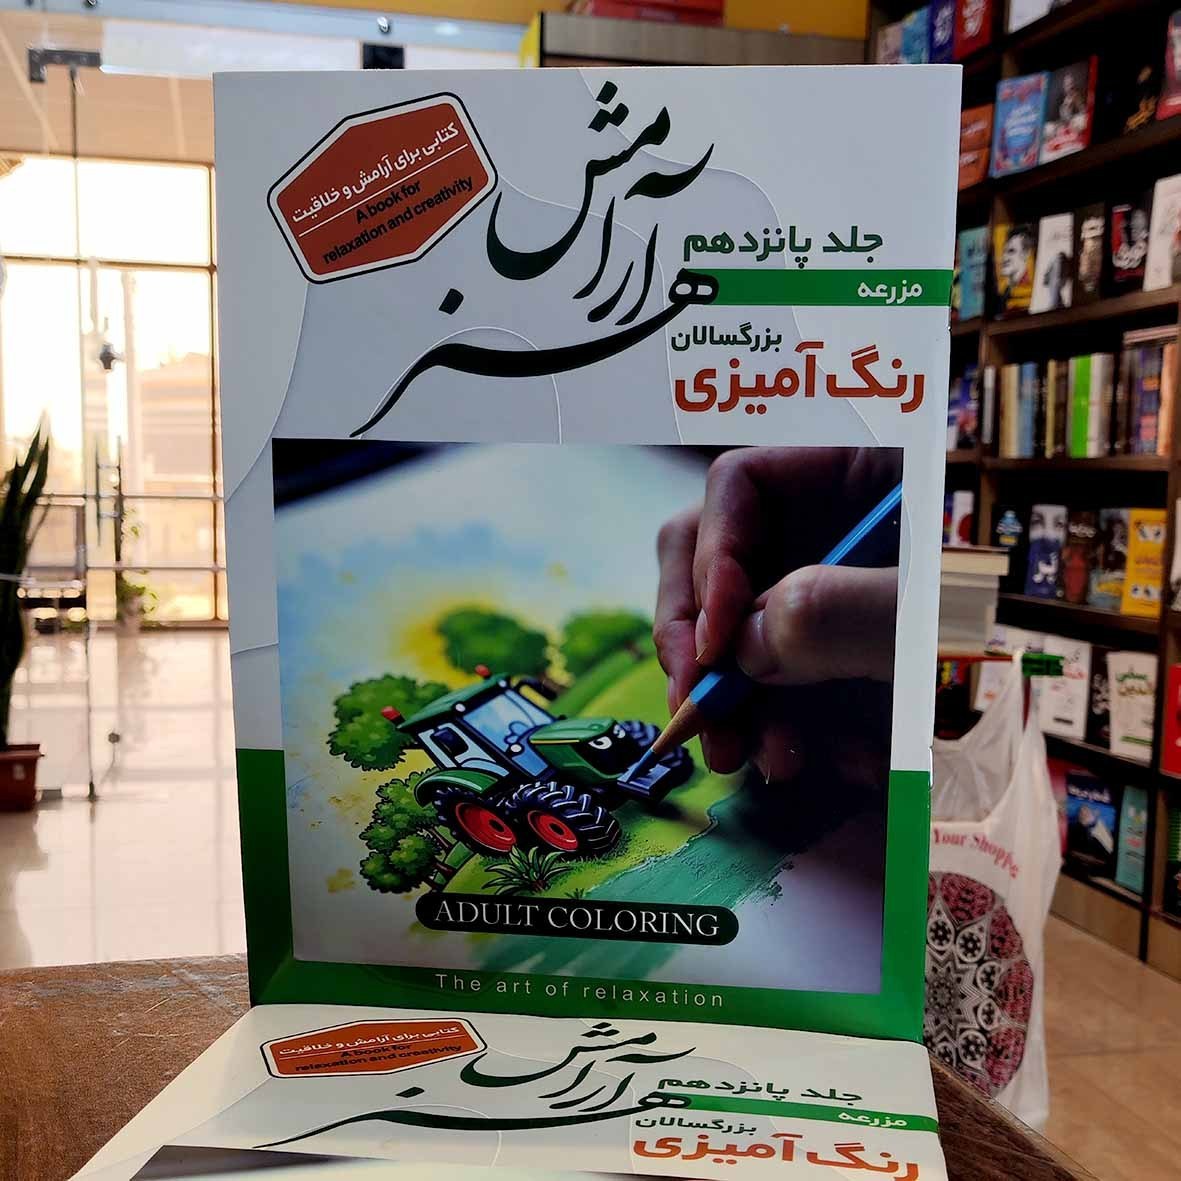 کتابی برای آرامش و خلاقیت
A book for
relaxation and creativity
هنر آرامش
جلد پانزدهم
مزرعه
بزرگسالان
رنگ آمیزی
ADULT COLORING
The art of relaxation
کتابی برای آرامش و خلاقیت
A book for
relaxation and creativity
هنر آرامش
جلد پانزدهم
مزرعه
بزرگسالان
رنگ آمیزی
Your Shoppe